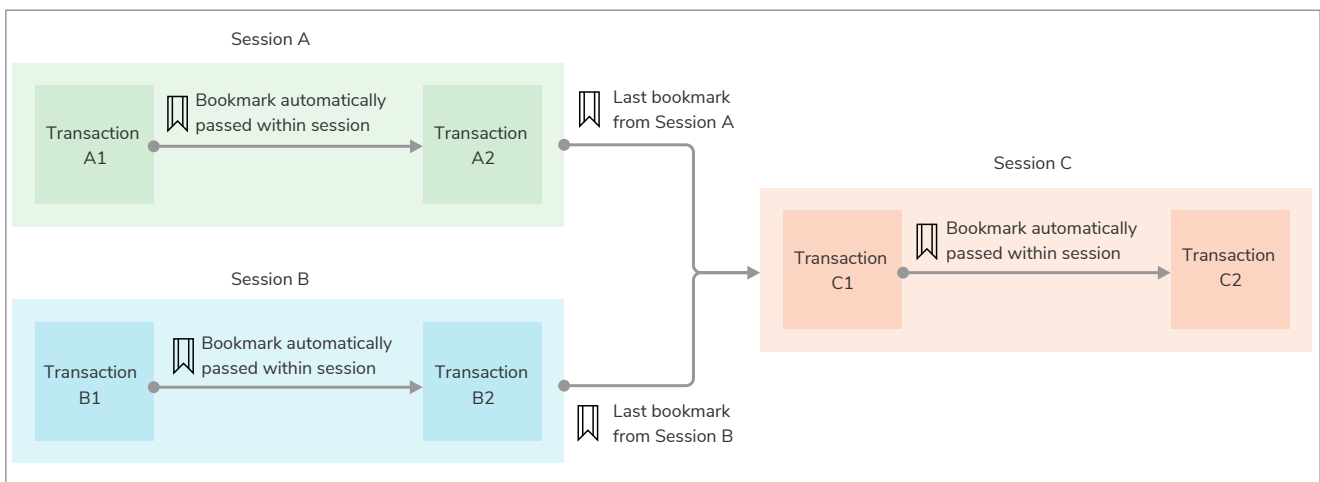 Session A
Transaction
A1
Bookmark automatically
passed within session
Transaction
A2
Last bookmark
from Session A
Session B
Transaction
B1
Bookmark automatically
passed within session
Transaction
B2
Last bookmark
from Session B
Session C
Transaction
C1
Bookmark automatically
passed within session
Transaction
C2